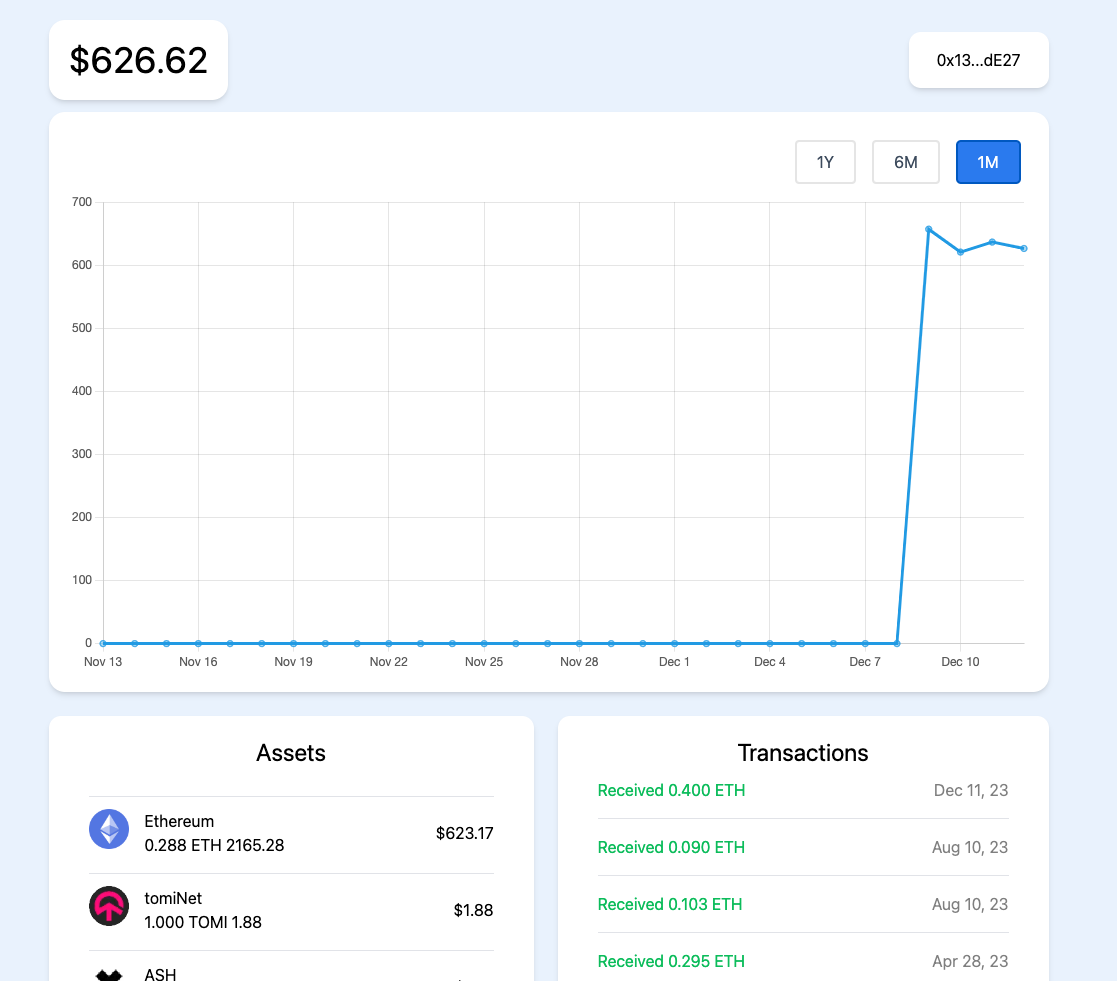 $626.62
0x13...dE27
1Y 6M 1M
700
600
500
400
300
200
100
0
Nov 13 Nov 16 Nov 19 Nov 22 Nov 25 Nov 28 Dec 1 Dec 4 Dec 7 Dec 10
Assets
Ethereum
0.288 ETH 2165.28
$623.17
tomiNet
1.000 TOMI 1.88
$1.88
ASH
Transactions
Received 0.400 ETH Dec 11, 23
Received 0.090 ETH Aug 10, 23
Received 0.103 ETH Aug 10, 23
Received 0.295 ETH Apr 28, 23